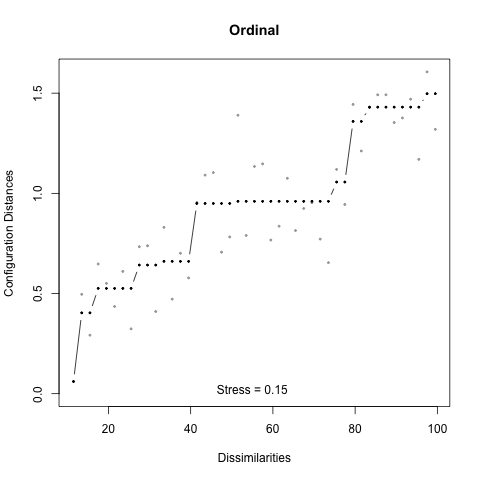 Ordinal
Configuration Distances
1.5
1.0
0.5
0.0
Stress = 0.15
20 40 60 80 100
Dissimilarities